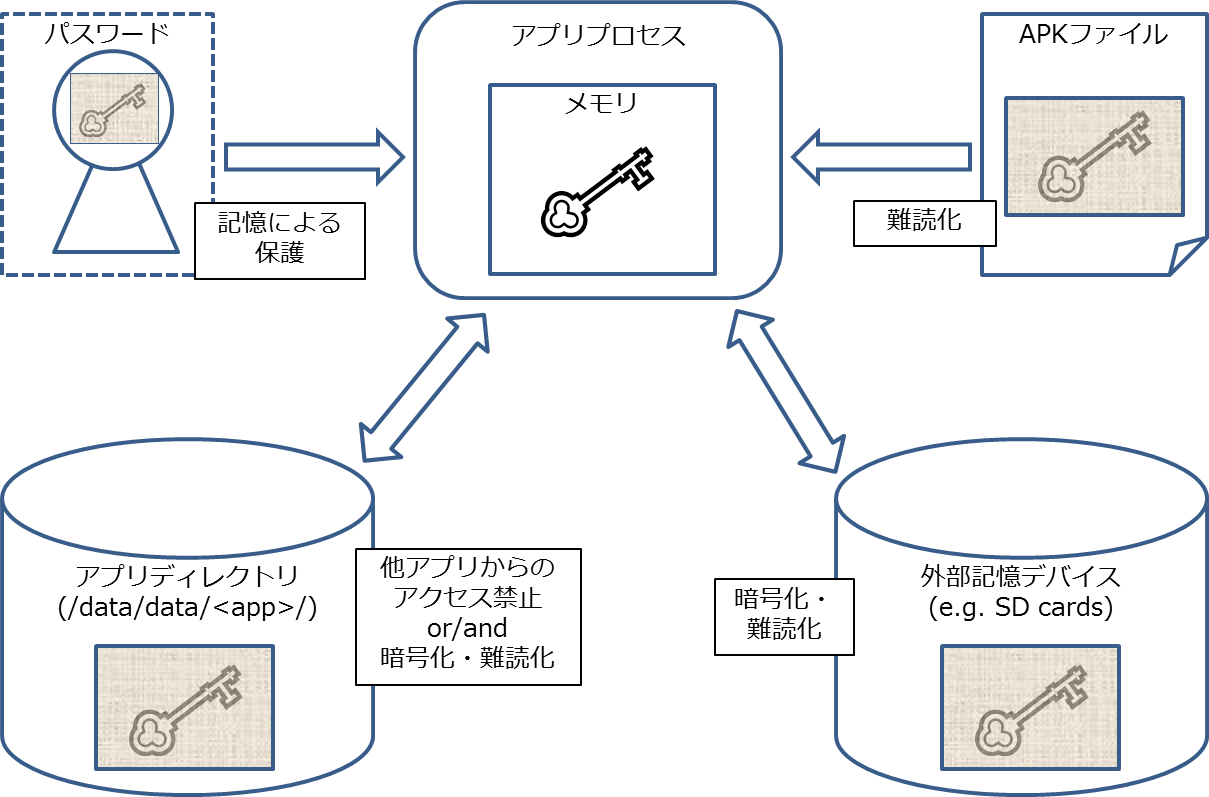 パスワード
記憶による
保護
アプリプロセス
メモリ
APKファイル
難読化
アプリディレクトリ
(/data/data/<app>/)
他アプリからの
アクセス禁止
or/and
暗号化・難読化
暗号化・
難読化
外部記憶デバイス
(e.g. SD cards)